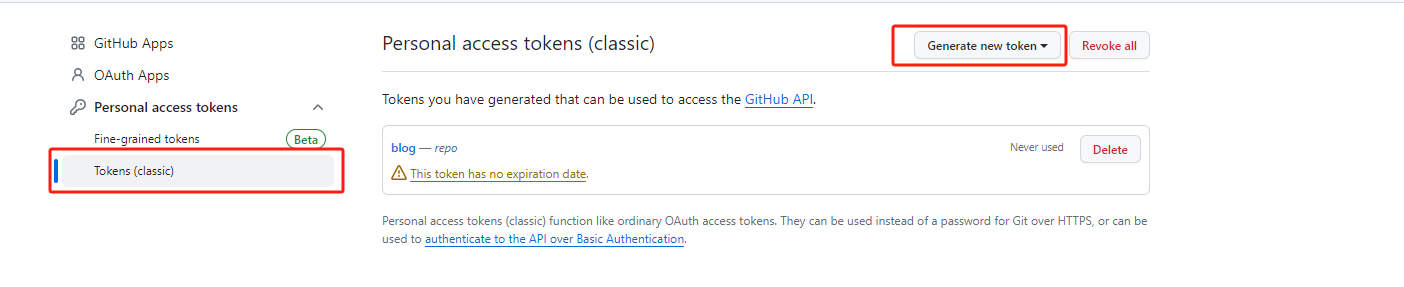 GitHub Apps
OAuth Apps
Personal access tokens
Fine-grained tokens Beta
Tokens (classic)
Personal access tokens (classic) Generate new token Revoke all
Tokens you have generated that can be used to access the GitHub API.
blog — repo Never used Delete
This token has no expiration date.
Personal access tokens (classic) function like ordinary OAuth access tokens. They can be used instead of a password for Git over HTTPS, or can be
used to authenticate to the API over Basic Authentication.